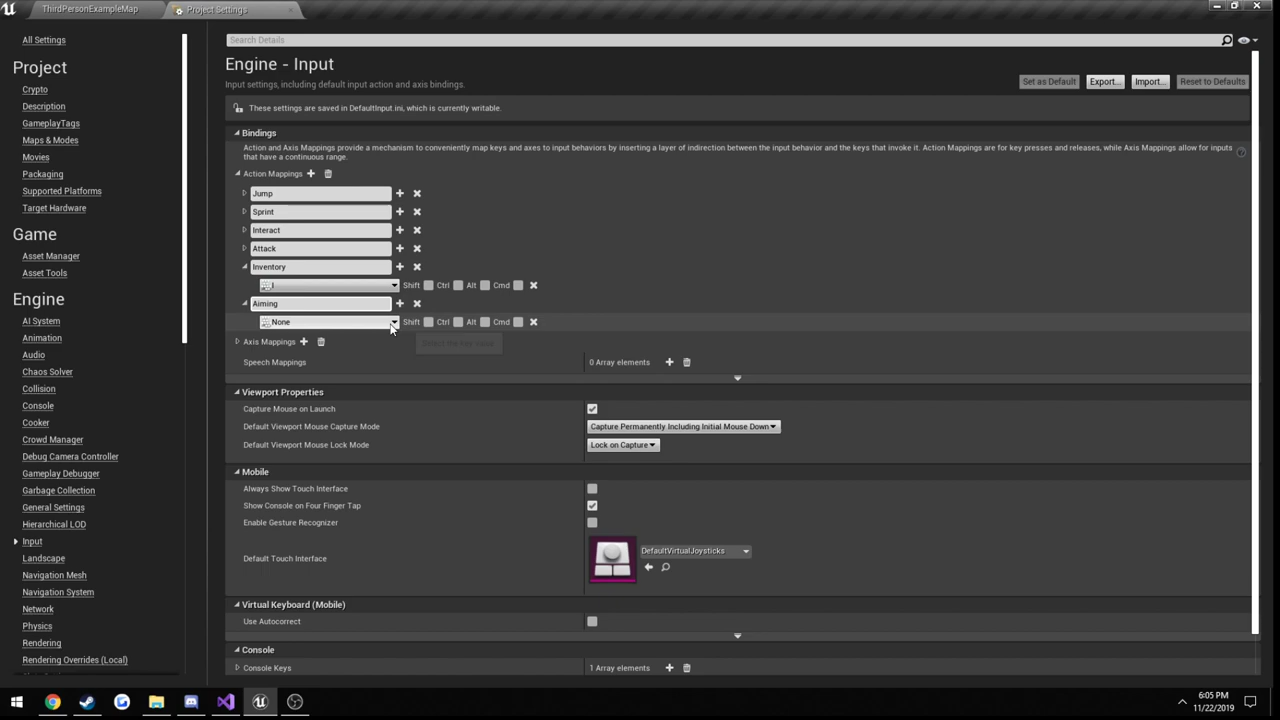 ThirdPersonExampleMap
Project Settings
All Settings
Project
Crypto
Description
GameplayTags
Maps & Modes
Movies
Packaging
Supported Platforms
Target Hardware
Game
Asset Manager
Asset Tools
Engine
AI System
Animation
Audio
Chaos Solver
Collision
Console
Cooker
Crowd Manager
Debug Camera Controller
Gameplay Debugger
Garbage Collection
General Settings
Hierarchical LOD
Input
Landscape
Navigation Mesh
Navigation System
Network
Physics
Rendering
Rendering Overrides (Local)
Search Details
Engine - Input
Input settings, including default input action and axis bindings.
Set as Default Export... Import... Reset to Defaults
These settings are saved in DefaultInput.ini, which is currently writable.
Bindings
Action and Axis Mappings provide a mechanism to conveniently map keys and axes to input behaviors by inserting a layer of indirection between the input behavior and the keys that invoke it. Action Mappings are for key presses and releases, while Axis Mappings allow for inputs
that have a continuous range.
Action Mappings
Jump
Sprint
Interact
Attack
Inventory
I Shift Ctrl Alt Cmd
Aiming
None Shift Ctrl Alt Cmd
Select the key value.
Axis Mappings
Speech Mappings 0 Array elements
Viewport Properties
Capture Mouse on Launch
Default Viewport Mouse Capture Mode Capture Permanently Including Initial Mouse Down
Default Viewport Mouse Lock Mode Lock on Capture
Mobile
Always Show Touch Interface
Show Console on Four Finger Tap
Enable Gesture Recognizer
Default Touch Interface DefaultVirtualJoysticks
Virtual Keyboard (Mobile)
Use Autocorrect
Console
Console Keys 1 Array elements
6:05 PM
11/22/2019